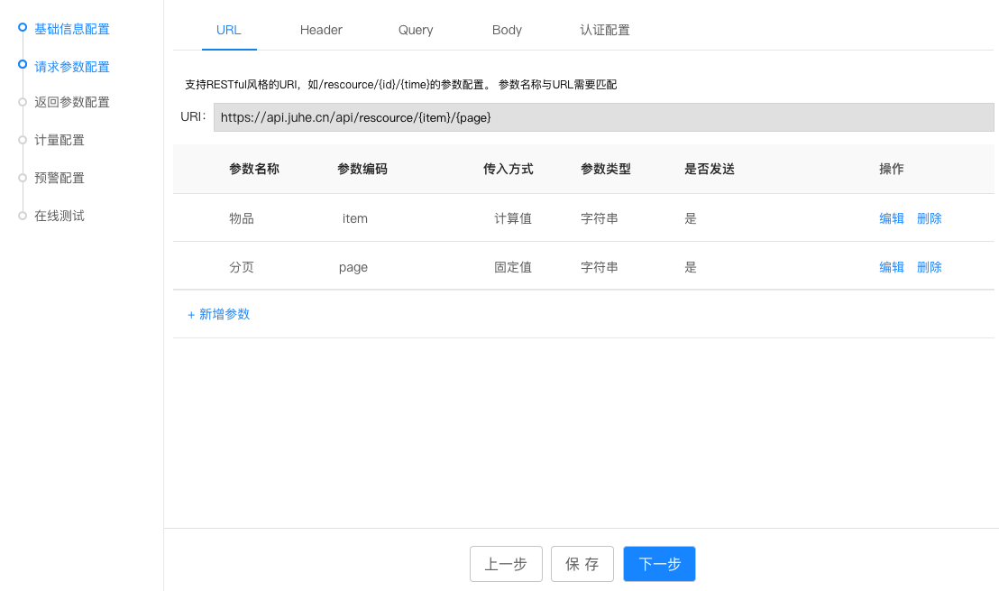 基础信息配置
请求参数配置
返回参数配置
计量配置
预警配置
在线测试
URL Header Query Body 认证配置
支持RESTful风格的URI，如/rescource/{id}/{time}的参数配置。 参数名称与URL需要匹配
URI： https://api.juhe.cn/api/rescource/{item}/{page}
参数名称 参数编码 传入方式 参数类型 是否发送 操作
物品 item 计算值 字符串 是 编辑 删除
分页 page 固定值 字符串 是 编辑 删除
+ 新增参数
上一步 保 存 下一步